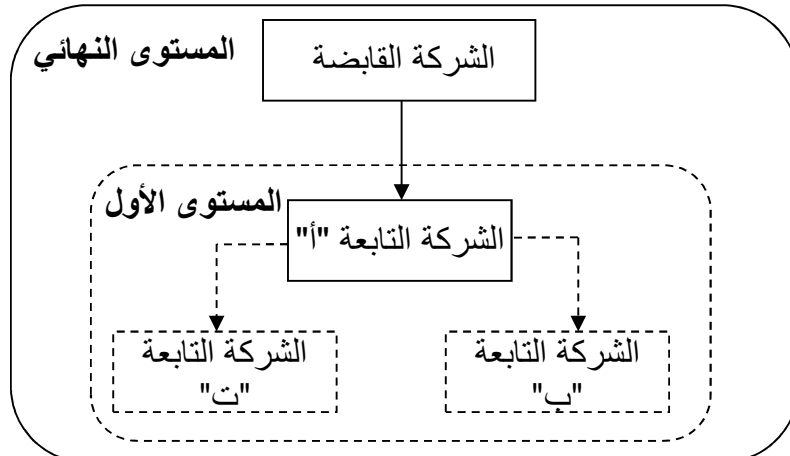 المستوى النهائي
الشركة القابضة
المستوى الأول
الشركة التابعة "أ"
الشركة التابعة
"ب"
الشركة التابعة
"ت"